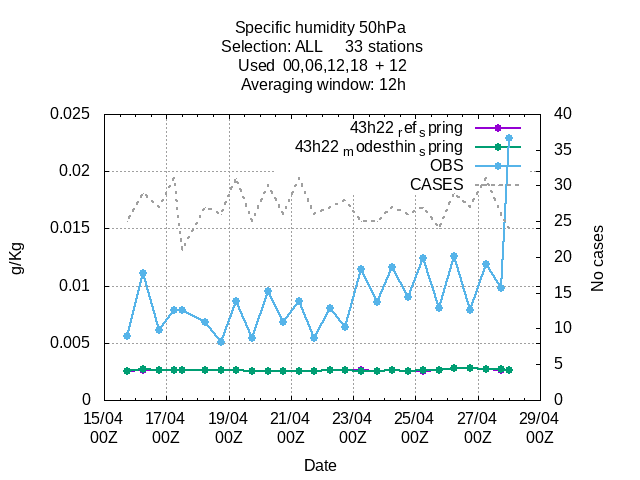 Specific humidity 50hPa
Selection: ALL 33 stations
Used 00,06,12,18 + 12
Averaging window: 12h
0.025
0.02
0.015
0.01
0.005
0
40
35
30
25
20
15
10
5
0
43h22 ref spring
43h22 modesthin spring
OBS
CASES
g/Kg
No cases
15/04 17/04 19/04 21/04 23/04 25/04 27/04 29/04
00Z 00Z 00Z 00Z 00Z 00Z 00Z 00Z
Date